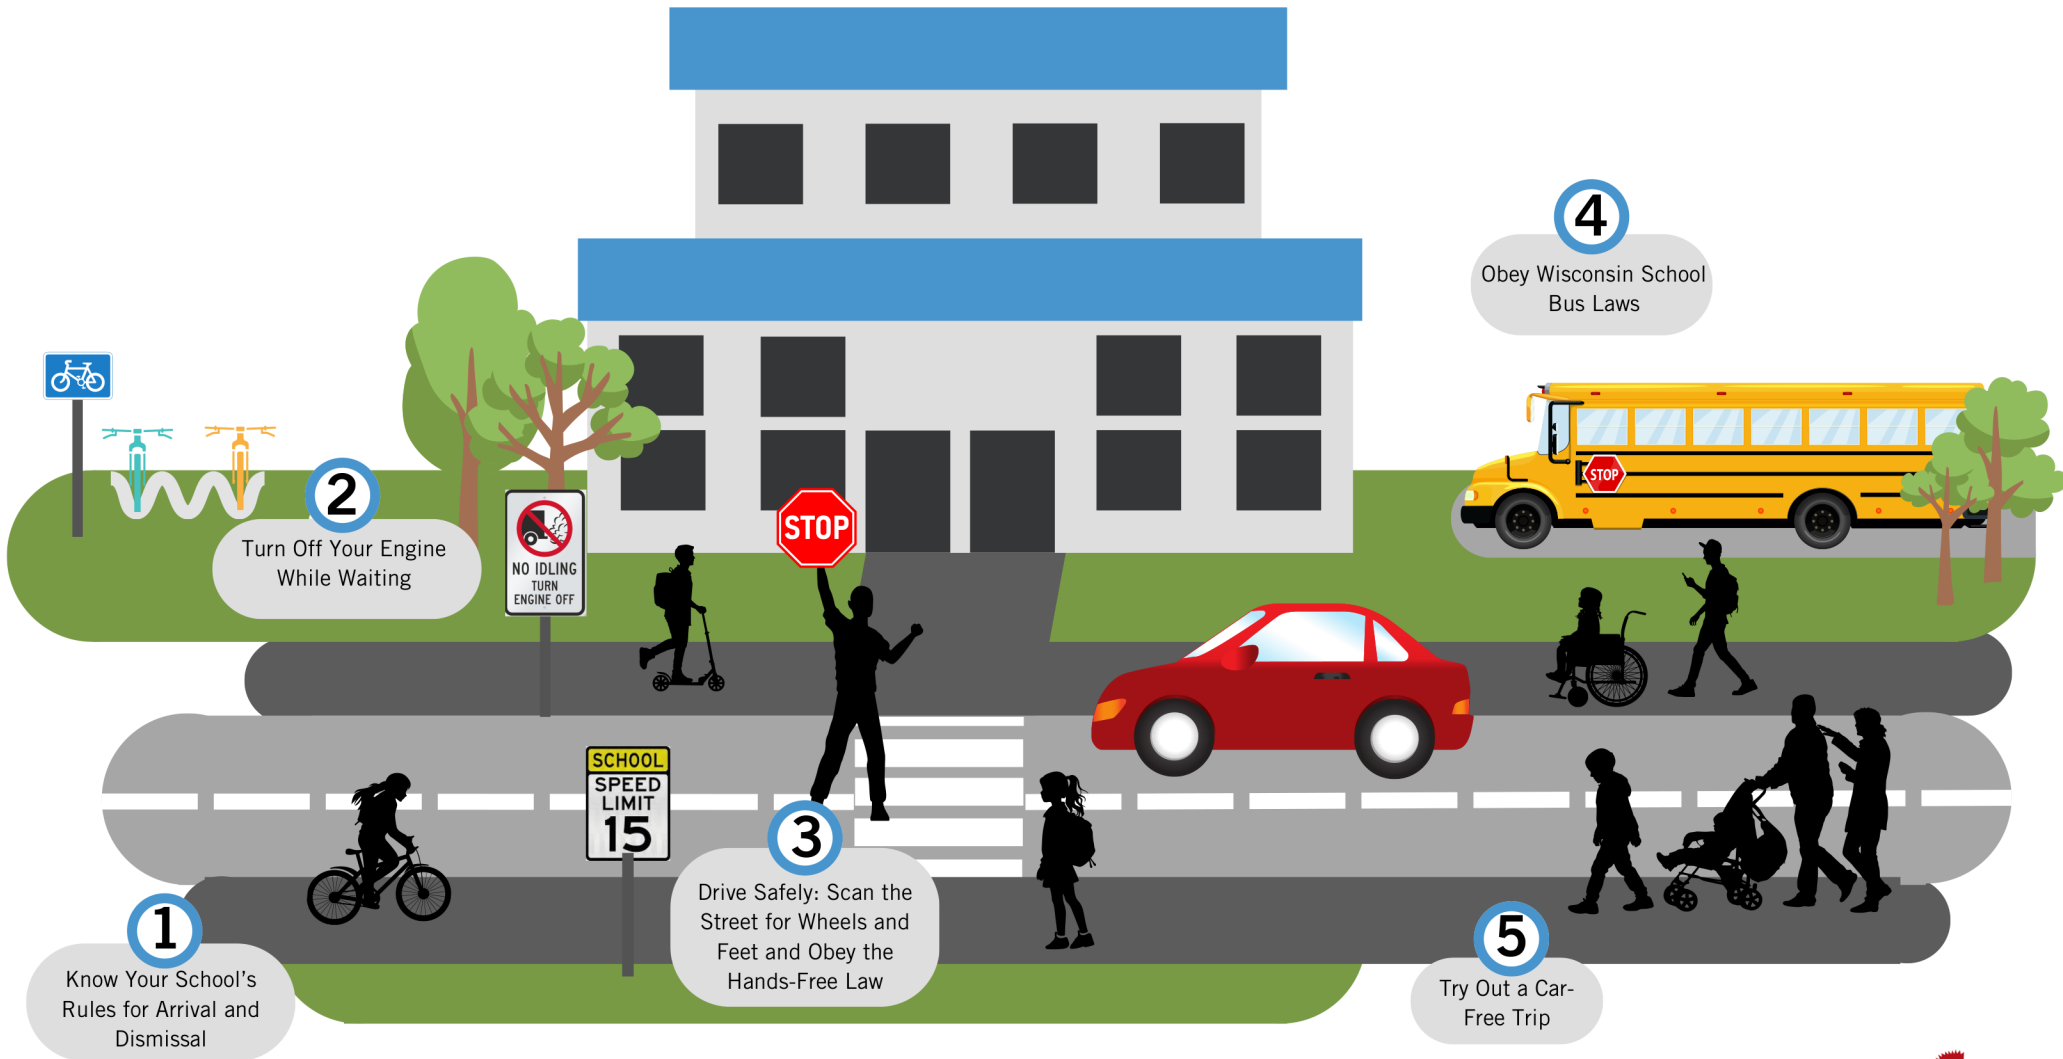 4
Obey Wisconsin School
Bus Laws
STOP
2
Turn Off Your Engine
While Waiting
NO IDLING
TURN
ENGINE OFF
STOP
SCHOOL
SPEED
LIMIT
15
3
Drive Safely: Scan the
Street for Wheels and
Feet and Obey the
Hands-Free Law
1
Know Your School's
Rules for Arrival and
Dismissal
5
Try Out a Car-
Free Trip